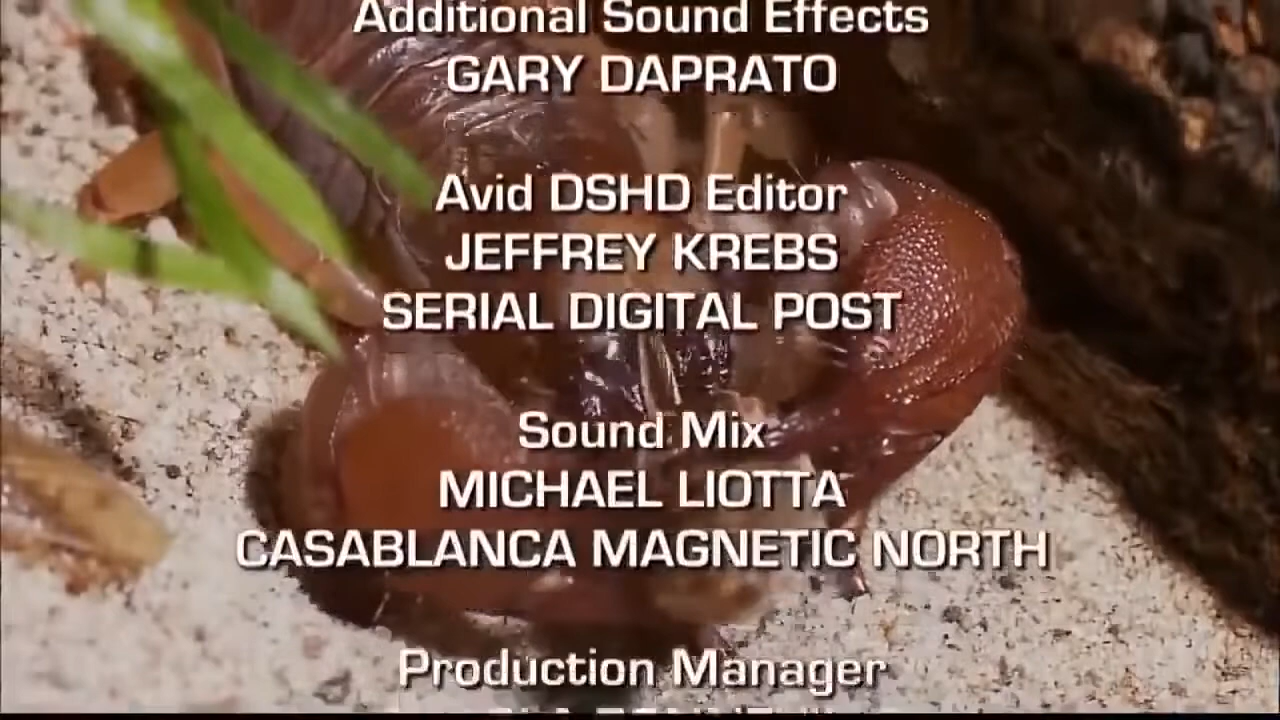 Additional Sound Effects
GARY DAPRATO
Avid DSHD Editor
JEFFREY KREBS
SERIAL DIGITAL POST
Sound Mix
MICHAEL LIOTTA
CASABLANCA MAGNETIC NORTH
Production Manager